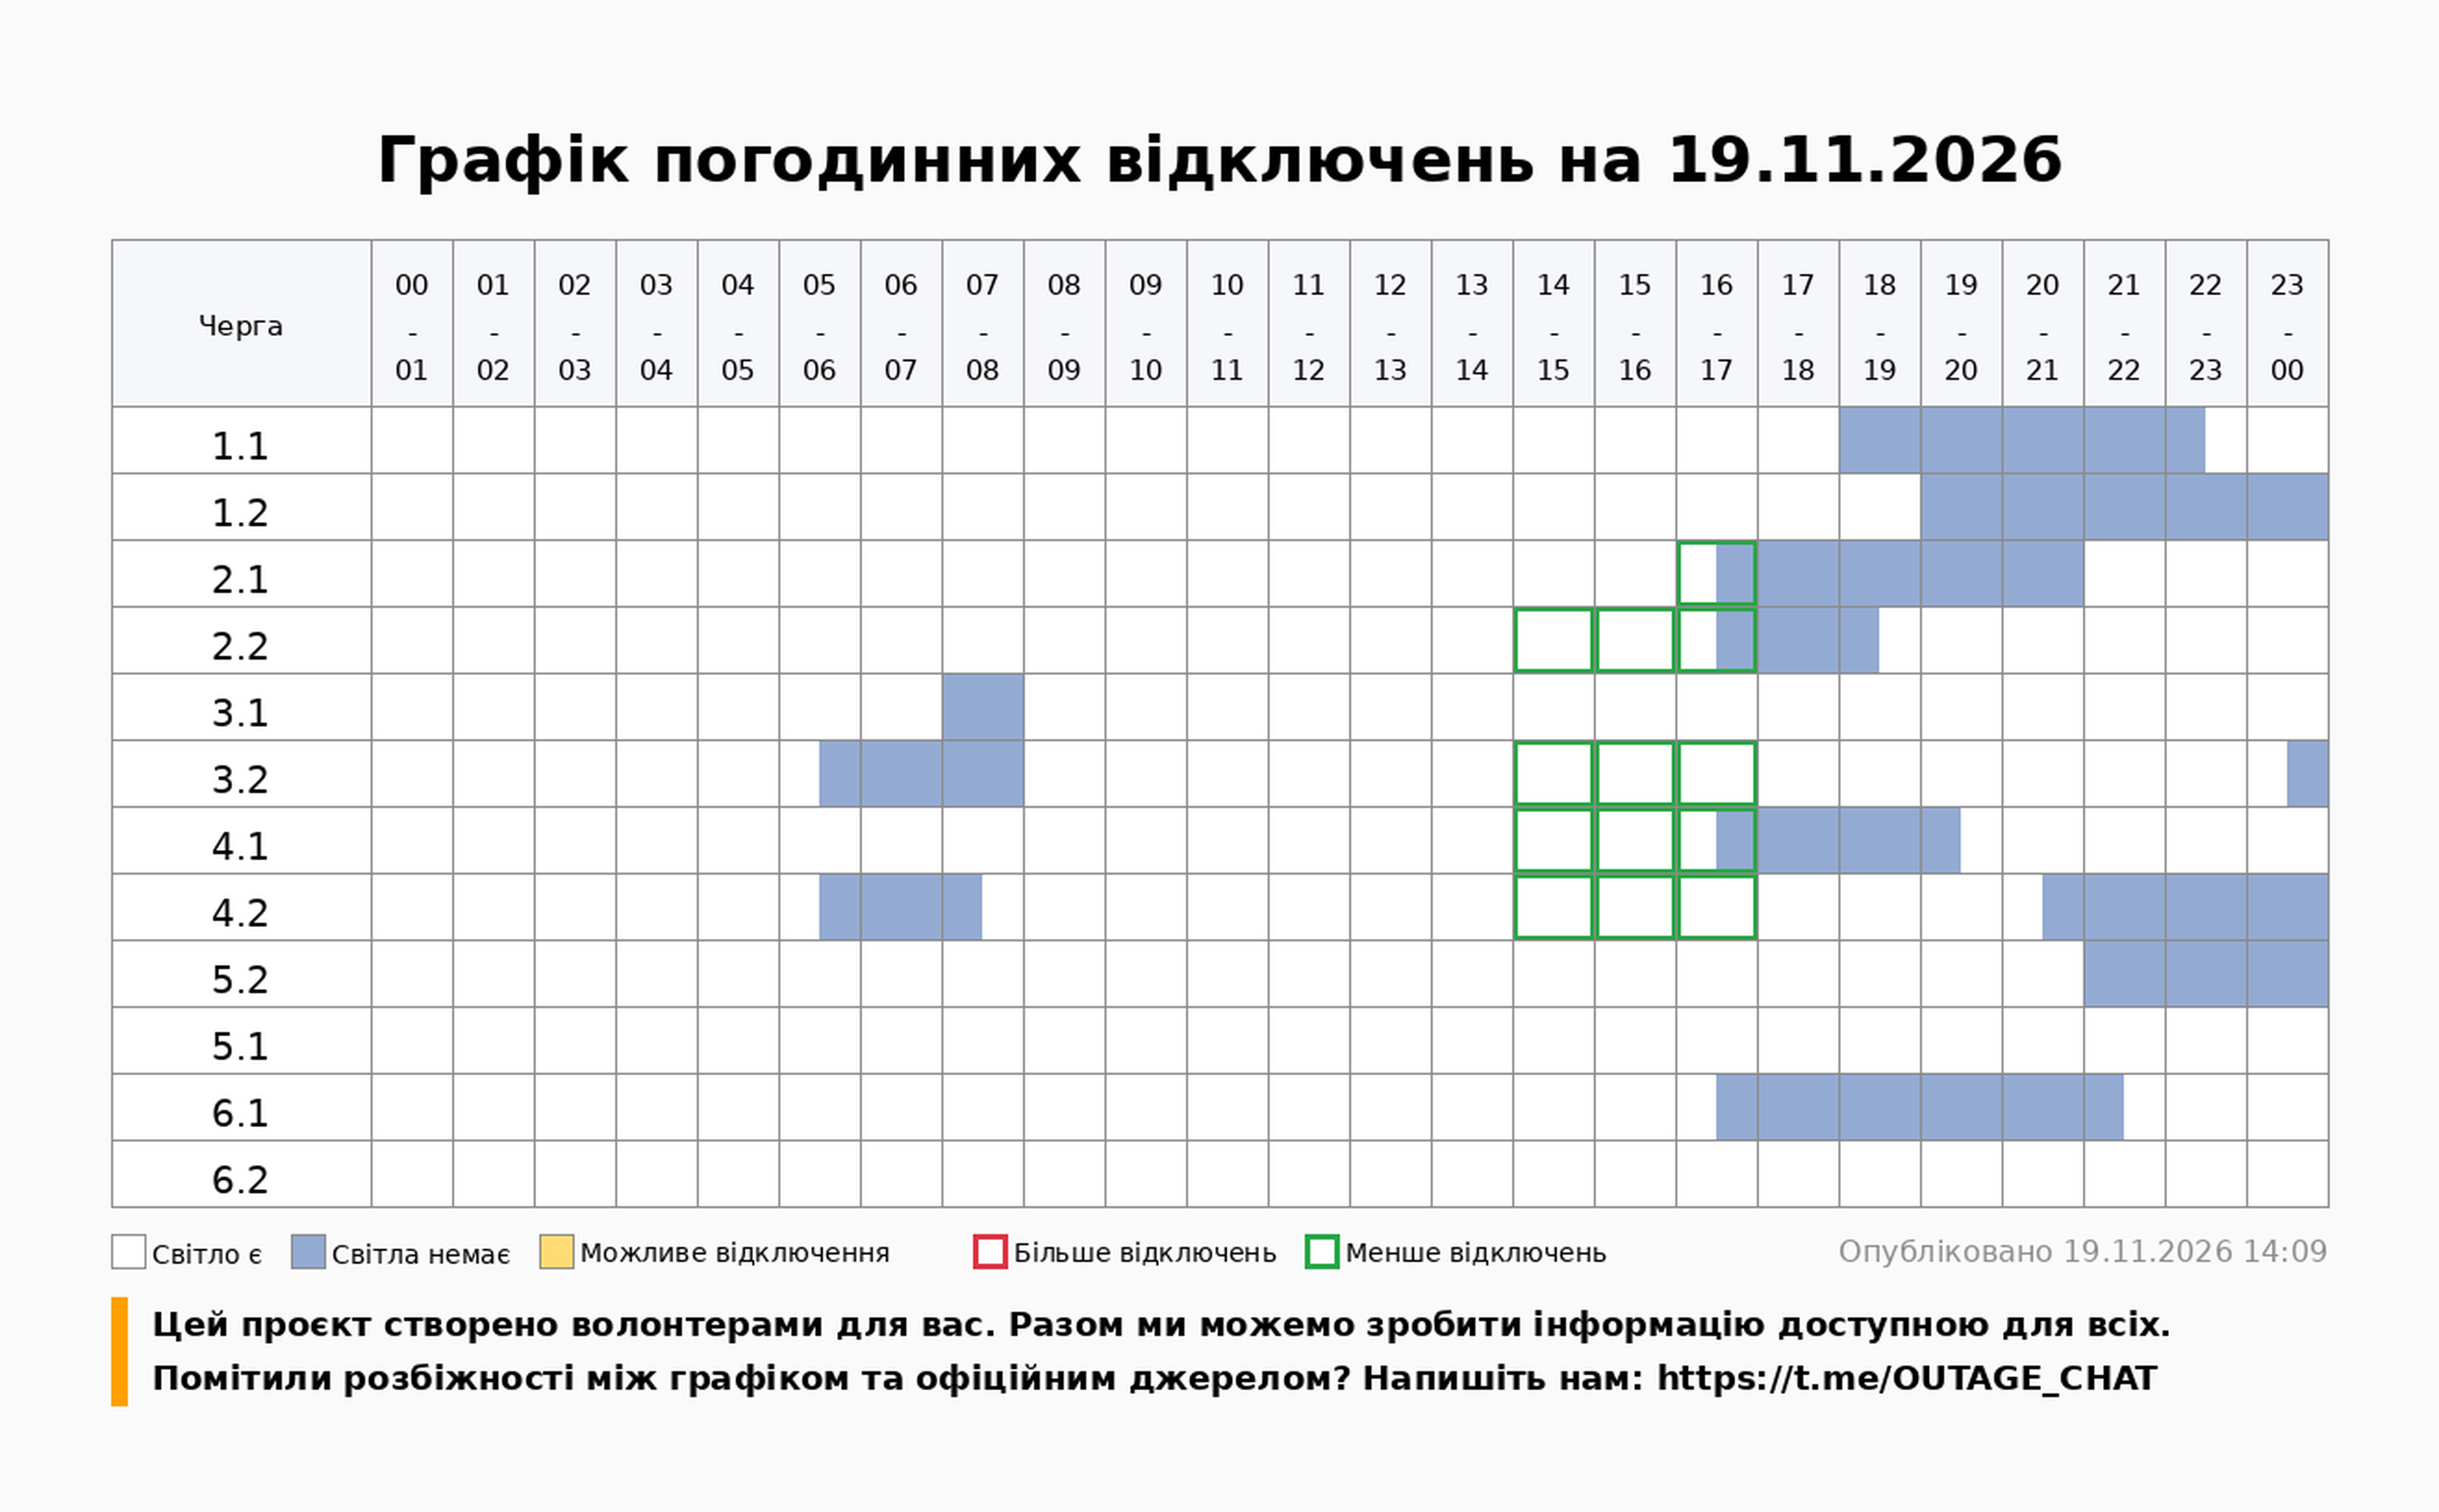 Графік погодинних відключень на 19.11.2026
Черга
00 - 01
01 - 02
02 - 03
03 - 04
04 - 05
05 - 06
06 - 07
07 - 08
08 - 09
09 - 10
10 - 11
11 - 12
12 - 13
13 - 14
14 - 15
15 - 16
16 - 17
17 - 18
18 - 19
19 - 20
20 - 21
21 - 22
22 - 23
23 - 00
1.1
1.2
2.1
2.2
3.1
3.2
4.1
4.2
5.2
5.1
6.1
6.2
Світло є
Світла немає
Можливе відключення
Більше відключень
Менше відключень
Опубліковано 19.11.2026 14:09
Цей проєкт створено волонтерами для вас. Разом ми можемо зробити інформацію доступною для всіх.
Помітили розбіжності між графіком та офіційним джерелом? Напишіть нам: https://t.me/OUTAGE_CHAT